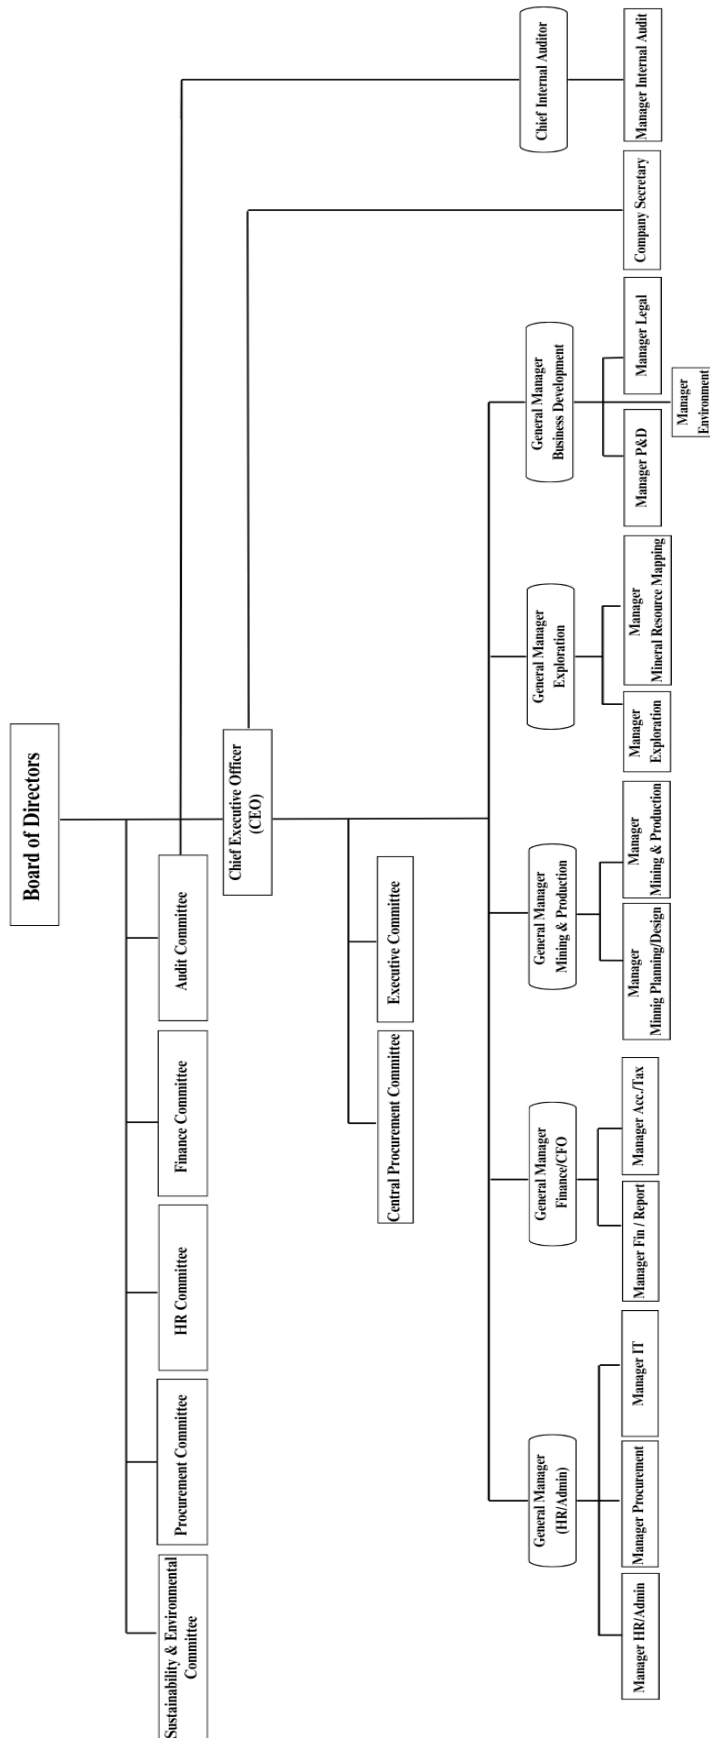 Board of Directors
Sustainability & Environmental
Committee
Procurement Committee
HR Committee
Finance Committee
Audit Committee
Chief Executive Officer
(CEO)
Central Procurement Committee
Executive Committee
General Manager
(HR/Admin)
General Manager
Finance/CFO
General Manager
Mining & Production
General Manager
Exploration
General Manager
Business Development
Chief Internal Auditor
Manager HR/Admin
Manager Procurement
Manager IT
Manager Fin / Report
Manager Acc./Tax
Manager
Minnig Planning/Design
Manager
Mining & Production
Manager
Exploration
Manager
Mineral Resource Mapping
Manager P&D
Manager Legal
Company Secretary
Manager Internal Audit
Manager
Environment